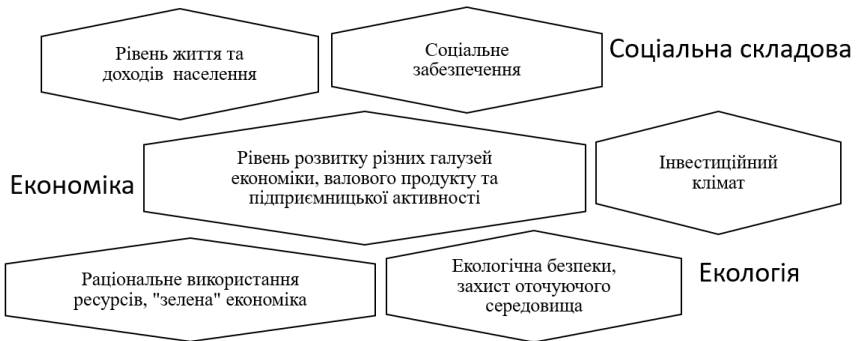 Рівень життя та
доходів населення
Соціальне
забезпечення
Соціальна складова
Економіка
Рівень розвитку різних галузей
економіки, валового продукту та
підприємницької активності
Інвестиційний
клімат
Раціональне використання
ресурсів, "зелена" економіка
Екологічна безпеки,
захист оточуючого
середовища
Екологія